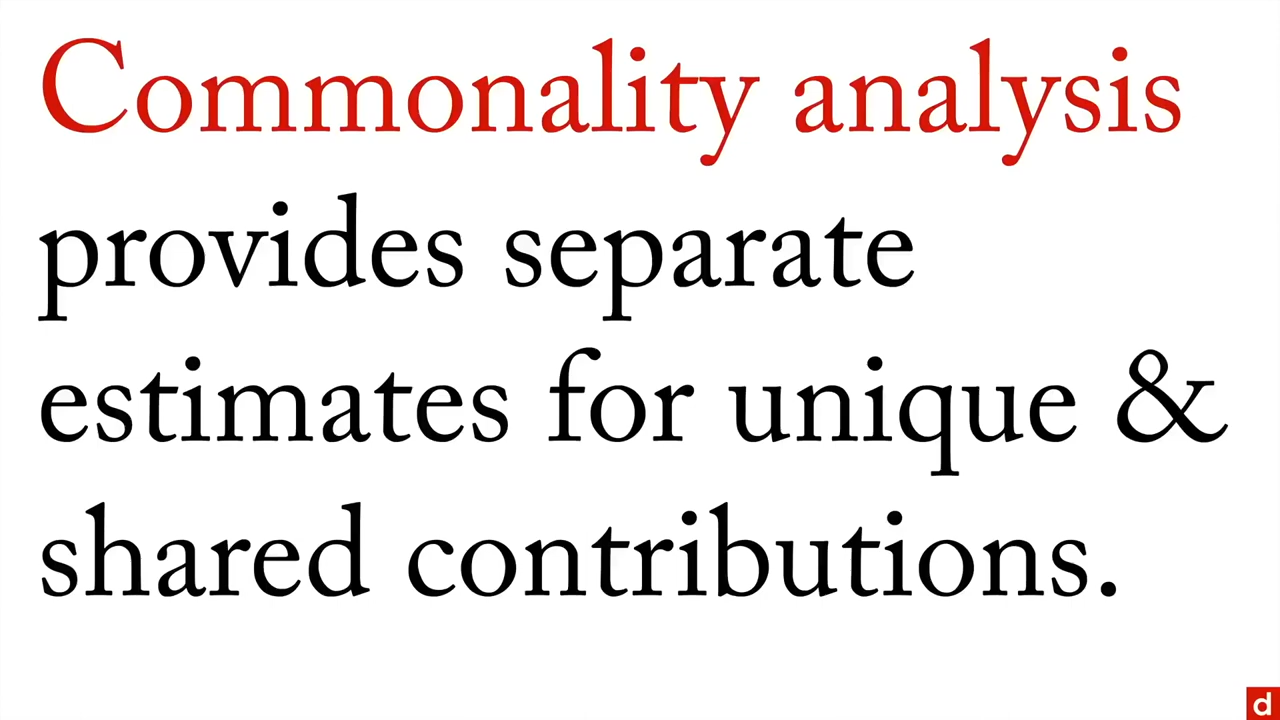 Commonality analysis
provides separate
estimates for unique &
shared contributions.
d